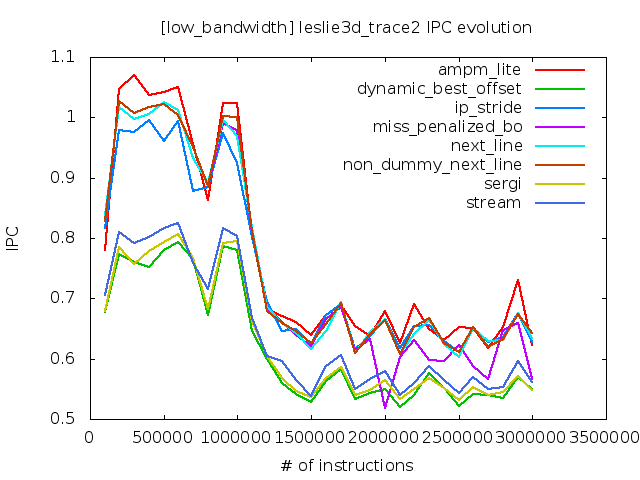 [low_bandwidth] leslie3d_trace2 IPC evolution
1.1
1
0.9
0.8
0.7
0.6
0.5
IPC
ampm_lite
dynamic_best_offset
ip_stride
miss_penalized_bo
next_line
non_dummy_next_line
sergi
stream
0 500000 1000000 1500000 2000000 2500000 3000000 3500000
# of instructions